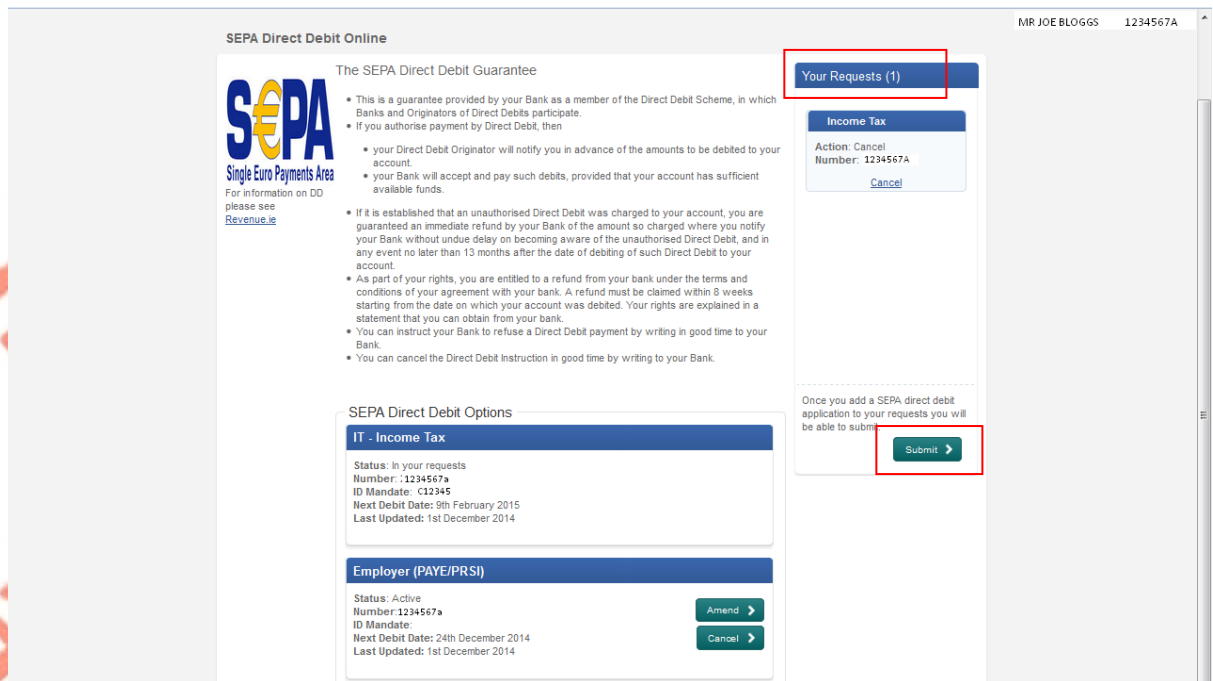 MR JOE BLOGGS 1234567A
SEPA Direct Debit Online
S€PA
Single Euro Payments Area
For information on DD
please see
Revenue.ie
The SEPA Direct Debit Guarantee
• This is a guarantee provided by your Bank as a member of the Direct Debit Scheme, in which
Banks and Originators of Direct Debits participate.
• If you authorise payment by Direct Debit, then
• your Direct Debit Originator will notify you in advance of the amounts to be debited to your
account.
• your Bank will accept and pay such debits, provided that your account has sufficient
available funds.
• If it is established that an unauthorised Direct Debit was charged to your account, you are
guaranteed an immediate refund by your Bank of the amount so charged where you notify
your Bank without undue delay on becoming aware of the unauthorised Direct Debit, and in
any event no later than 13 months after the date of debiting of such Direct Debit to your
account.
• As part of your rights, you are entitled to a refund from your bank under the terms and
conditions of your agreement with your bank. A refund must be claimed within 8 weeks
starting from the date on which your account was debited. Your rights are explained in a
statement that you can obtain from your bank.
• You can instruct your Bank to refuse a Direct Debit payment by writing in good time to your
Bank.
• You can cancel the Direct Debit Instruction in good time by writing to your Bank.
SEPA Direct Debit Options
IT - Income Tax
Status: In your requests
Number: 1234567a
ID Mandate: C12345
Next Debit Date: 9th February 2015
Last Updated: 1st December 2014
Employer (PAYE/PRSI)
Status: Active
Number:1234567a
ID Mandate:
Next Debit Date: 24th December 2014
Last Updated: 1st December 2014
Amend
Cancel
Your Requests (1)
Income Tax
Action: Cancel
Number: 1234567A
Cancel
Once you add a SEPA direct debit
application to your requests you will
be able to submit.
Submit